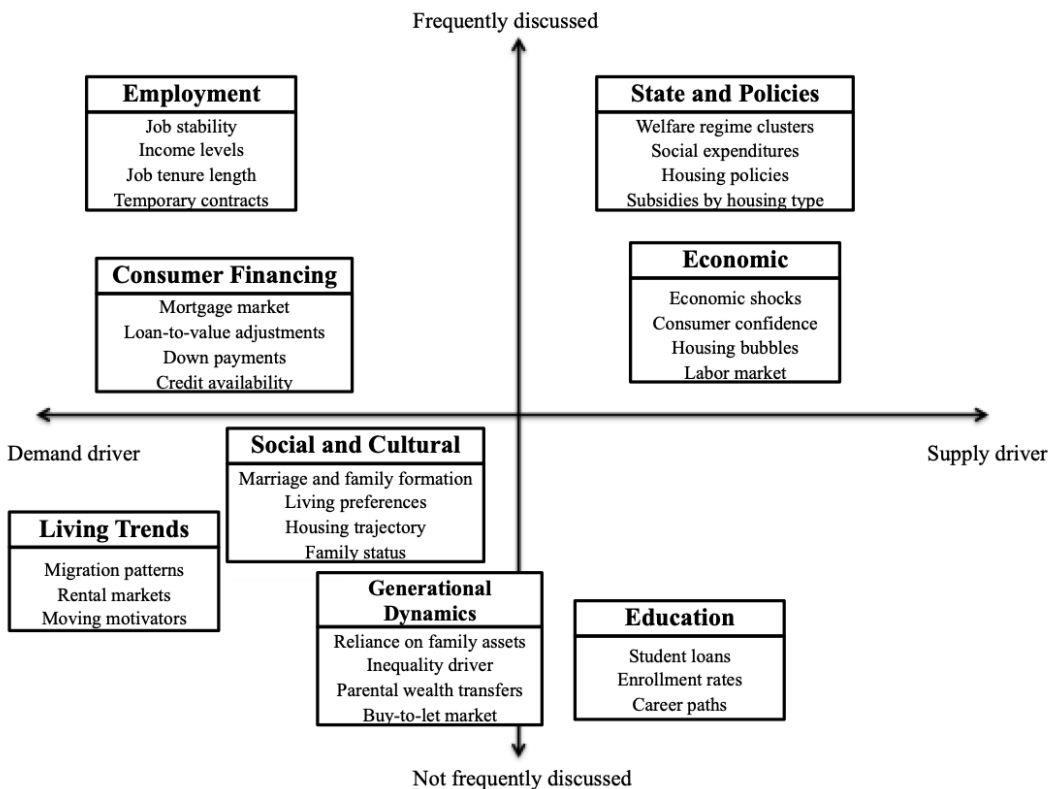 Frequently discussed
Employment
Job stability
Income levels
Job tenure length
Temporary contracts
State and Policies
Welfare regime clusters
Social expenditures
Housing policies
Subsidies by housing type
Consumer Financing
Mortgage market
Loan-to-value adjustments
Down payments
Credit availability
Economic
Economic shocks
Consumer confidence
Housing bubbles
Labor market
Demand driver
Supply driver
Social and Cultural
Marriage and family formation
Living preferences
Housing trajectory
Family status
Living Trends
Migration patterns
Rental markets
Moving motivators
Generational
Dynamics
Reliance on family assets
Inequality driver
Parental wealth transfers
Buy-to-let market
Education
Student loans
Enrollment rates
Career paths
Not frequently discussed